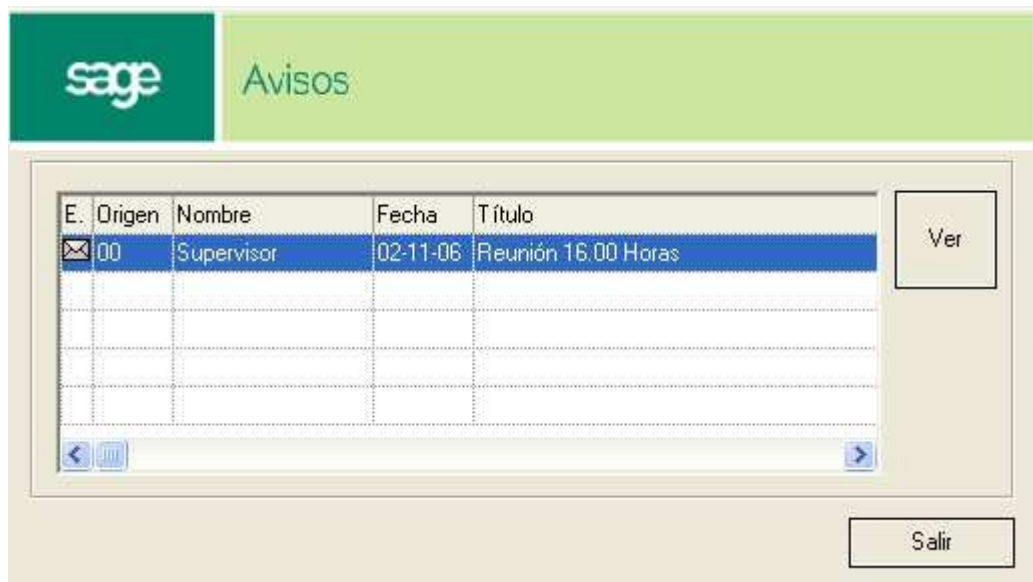 sage
Avisos
E. Origen Nombre Fecha Título
00 Supervisor 02-11-06 Reunión 16.00 Horas
Ver
Salir